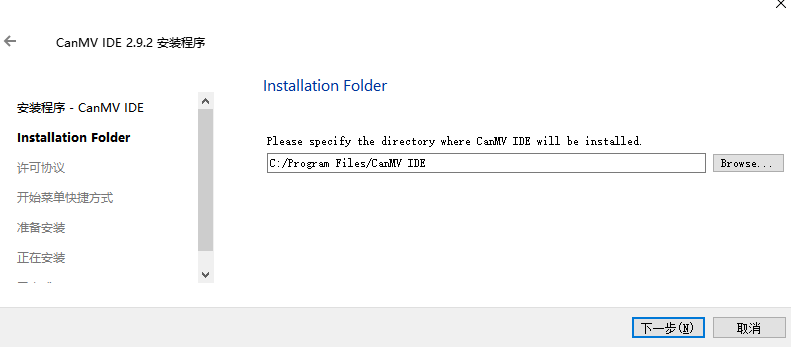 CanMV IDE 2.9.2 安装程序
Installation Folder
安装程序 - CanMV IDE
Installation Folder
许可协议
开始菜单快捷方式
准备安装
正在安装
Please specify the directory where CanMV IDE will be installed.
C:/Program Files/CanMV IDE
Browse...
下一步(N)
取消